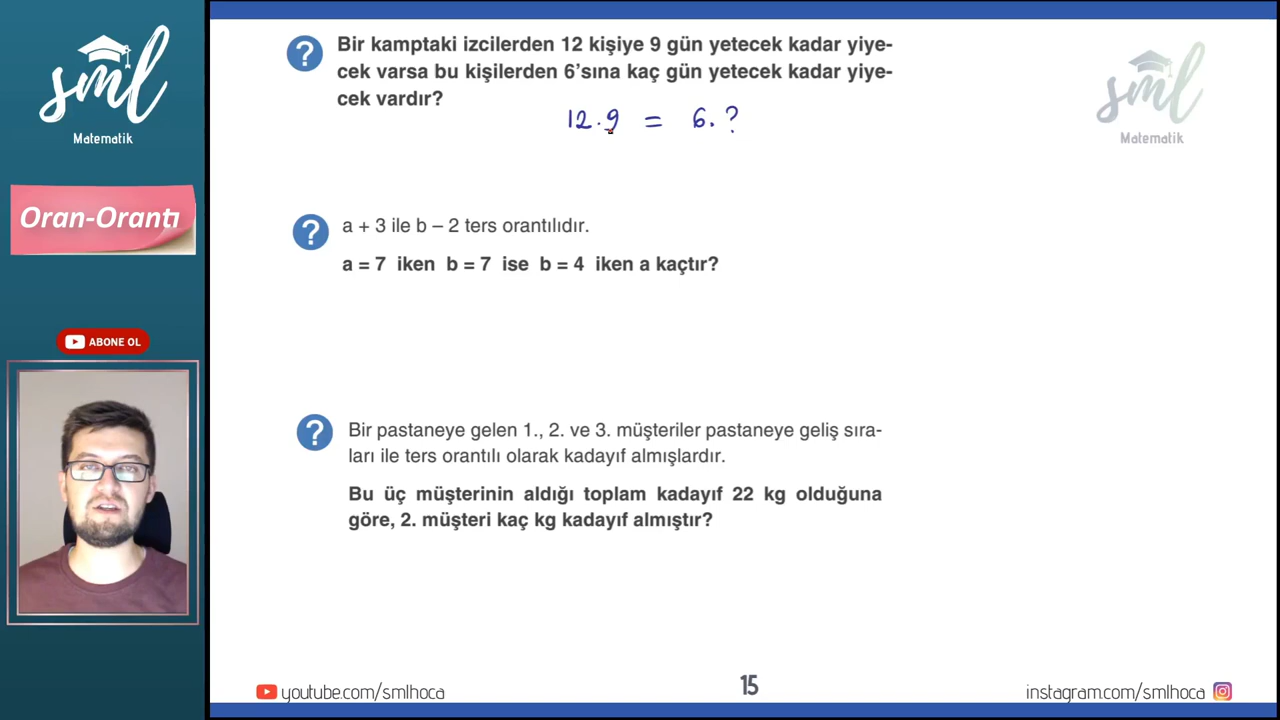 sml
Matematik
Oran-Orantı
ABONE OL
Bir kamptaki izcilerden 12 kişiye 9 gün yetecek kadar yiye-
cek varsa bu kişilerden 6’sına kaç gün yetecek kadar yiye-
cek vardır?
12.9 = 6.?
sml
Matematik
? 
a + 3 ile b – 2 ters orantılıdır.
a = 7 iken b = 7 ise b = 4 iken a kaçtır?
?
Bir pastaneye gelen 1., 2. ve 3. müşteriler pastaneye geliş sıra-
ları ile ters orantılı olarak kadayıf almışlardır.
Bu üç müşterinin aldığı toplam kadayıf 22 kg olduğuna
göre, 2. müşteri kaç kg kadayıf almıştır?
?
youtube.com/smlhoca
15
instagram.com/smlhoca